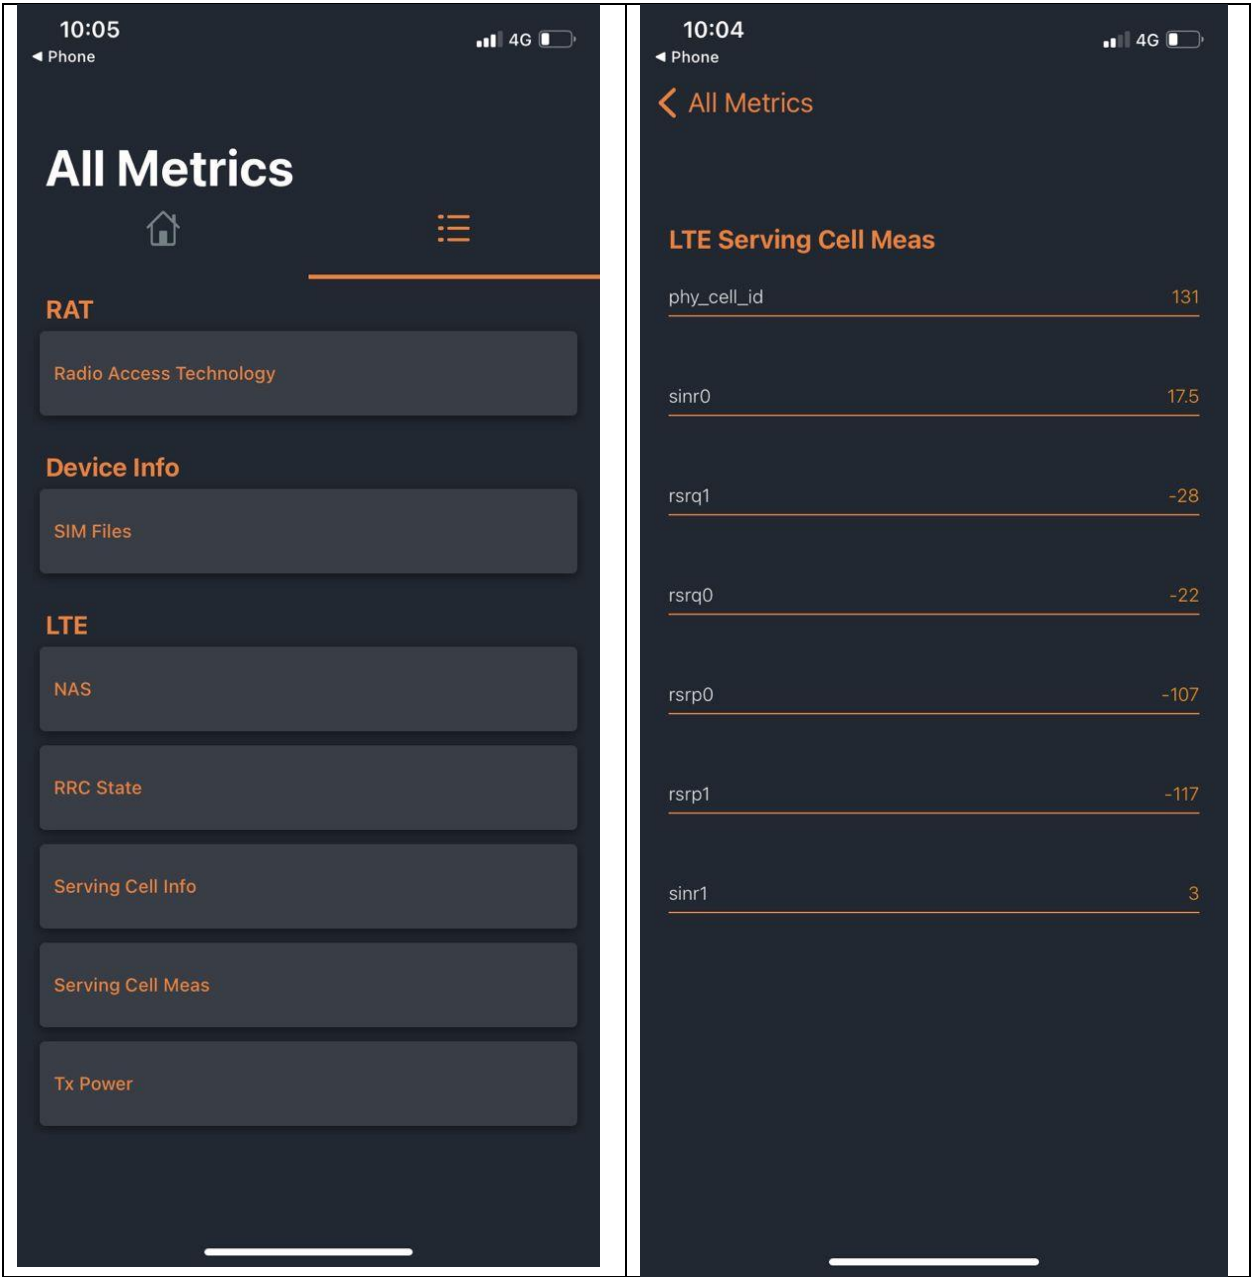 10:05
4G
◀ Phone
All Metrics
RAT
Radio Access Technology
Device Info
SIM Files
LTE
NAS
RRC State
Serving Cell Info
Serving Cell Meas
Tx Power
10:04
4G
◀ Phone
All Metrics
LTE Serving Cell Meas
phy_cell_id 131
sinr0 17.5
rsrq1 -28
rsrq0 -22
rsrp0 -107
rsrp1 -117
sinr1 3